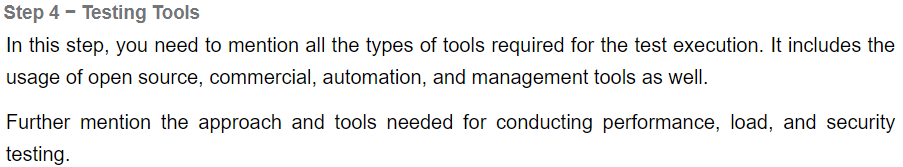 Step 4 − Testing Tools
In this step, you need to mention all the types of tools required for the test execution. It includes the
usage of open source, commercial, automation, and management tools as well.
Further mention the approach and tools needed for conducting performance, load, and security
testing.